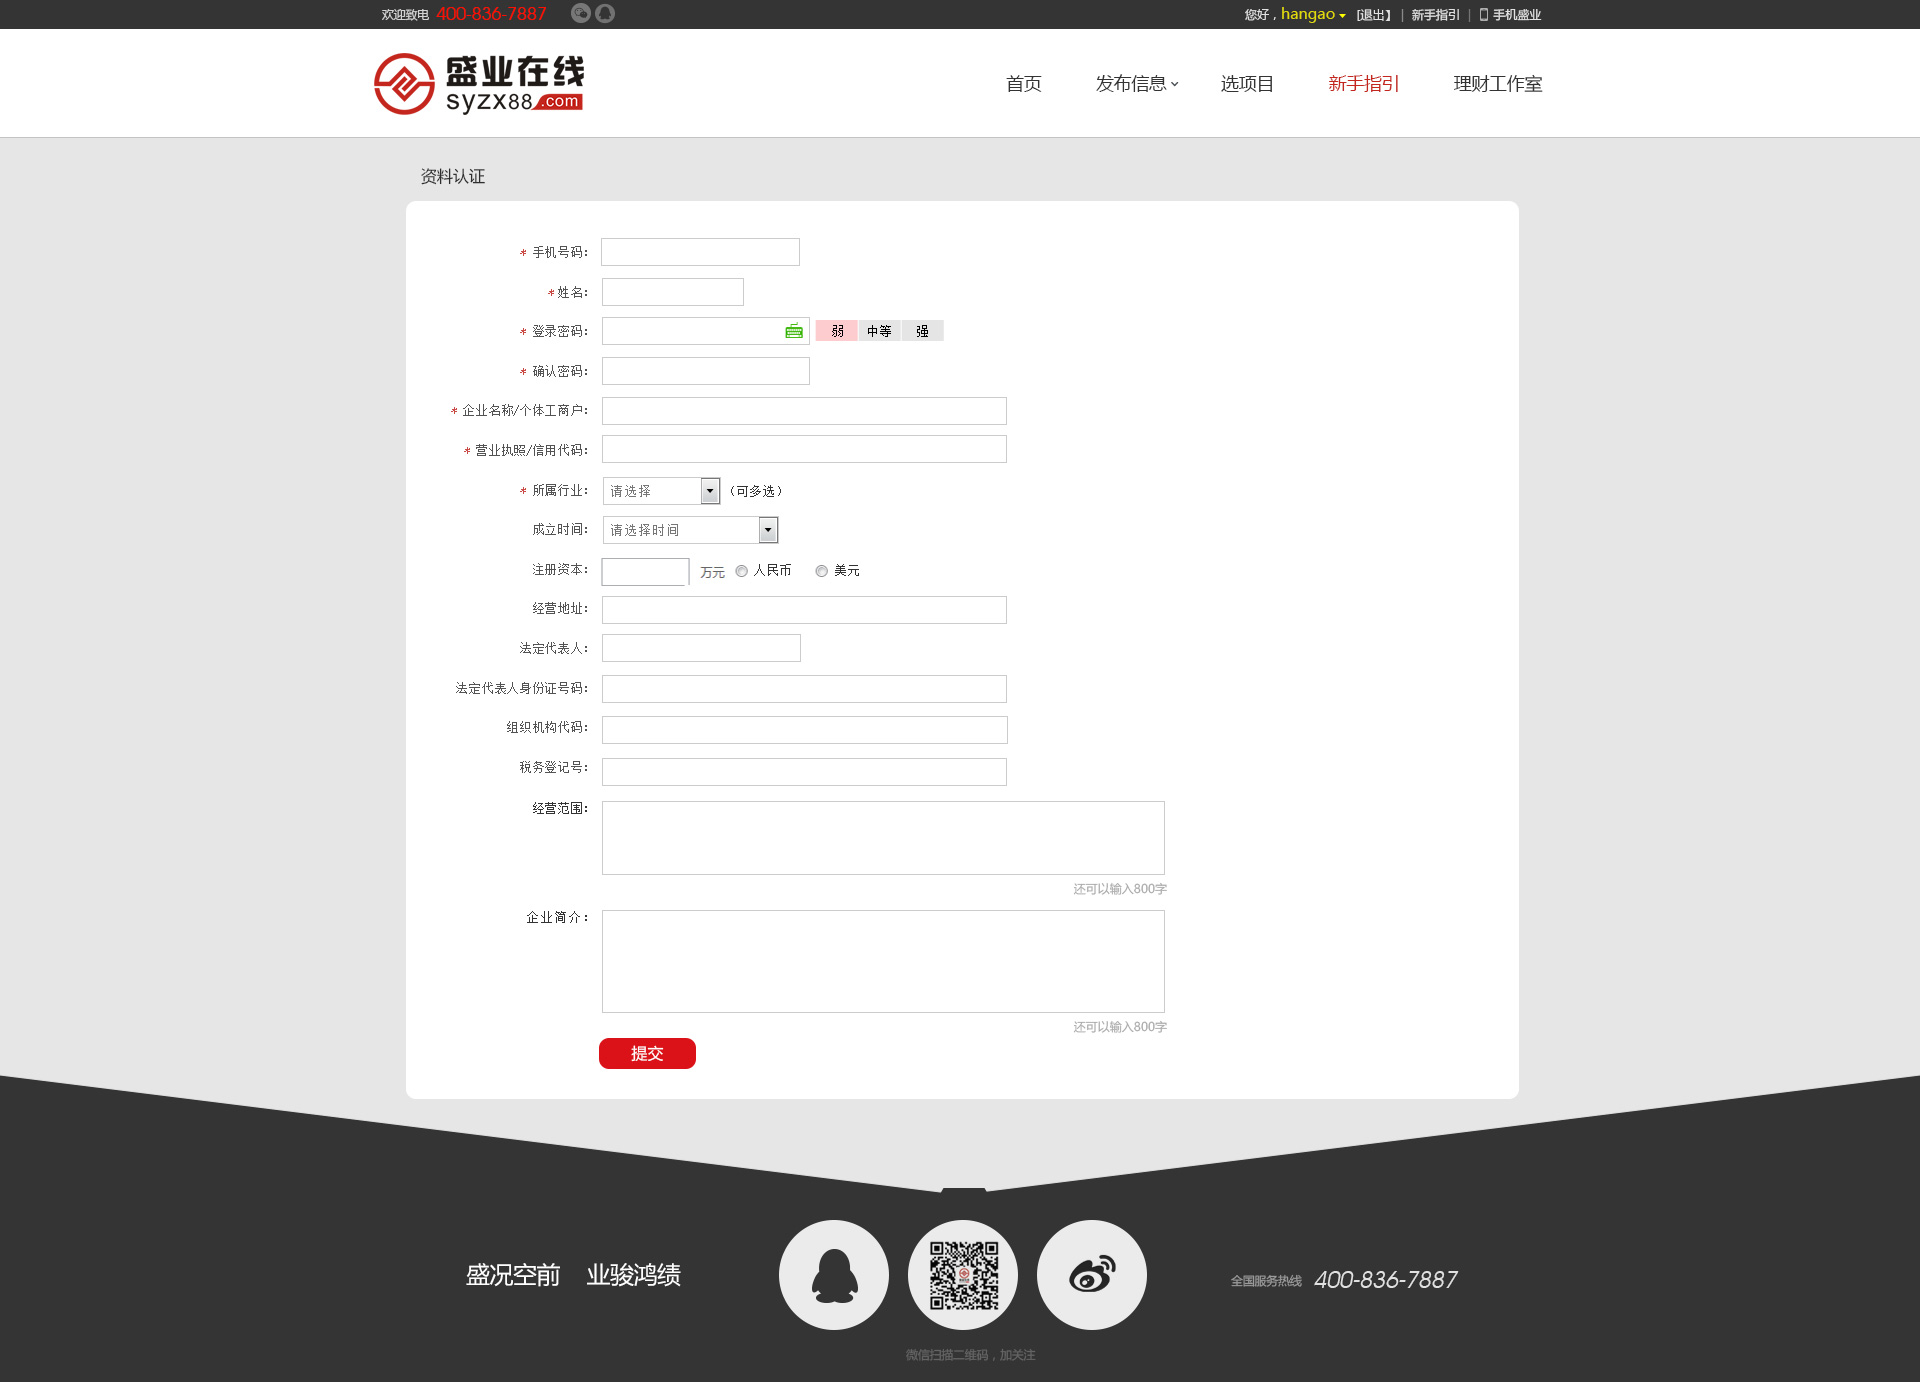 欢迎致电 400-836-7887
您好，hangao [退出】 | 新手指引 | 手机盛业
盛业在线
syzx88.com
首页 发布信息 选项目 新手指引 理财工作室
资料认证
* 手机号码：
* 姓名：
* 登录密码： 弱 中等 强
* 确认密码：
* 企业名称/个体工商户：
* 营业执照/信用代码：
* 所属行业： 请选择 （可多选）
成立时间： 请选择时间
注册资本： 万元 人民币 美元
经营地址：
法定代表人：
法定代表人身份证号码：
组织机构代码：
税务登记号：
经营范围：
还可以输入800字
企业简介：
还可以输入800字
提交
盛况空前 业骏鸿绩
全国服务热线 400-836-7887
微信扫描二维码，加关注